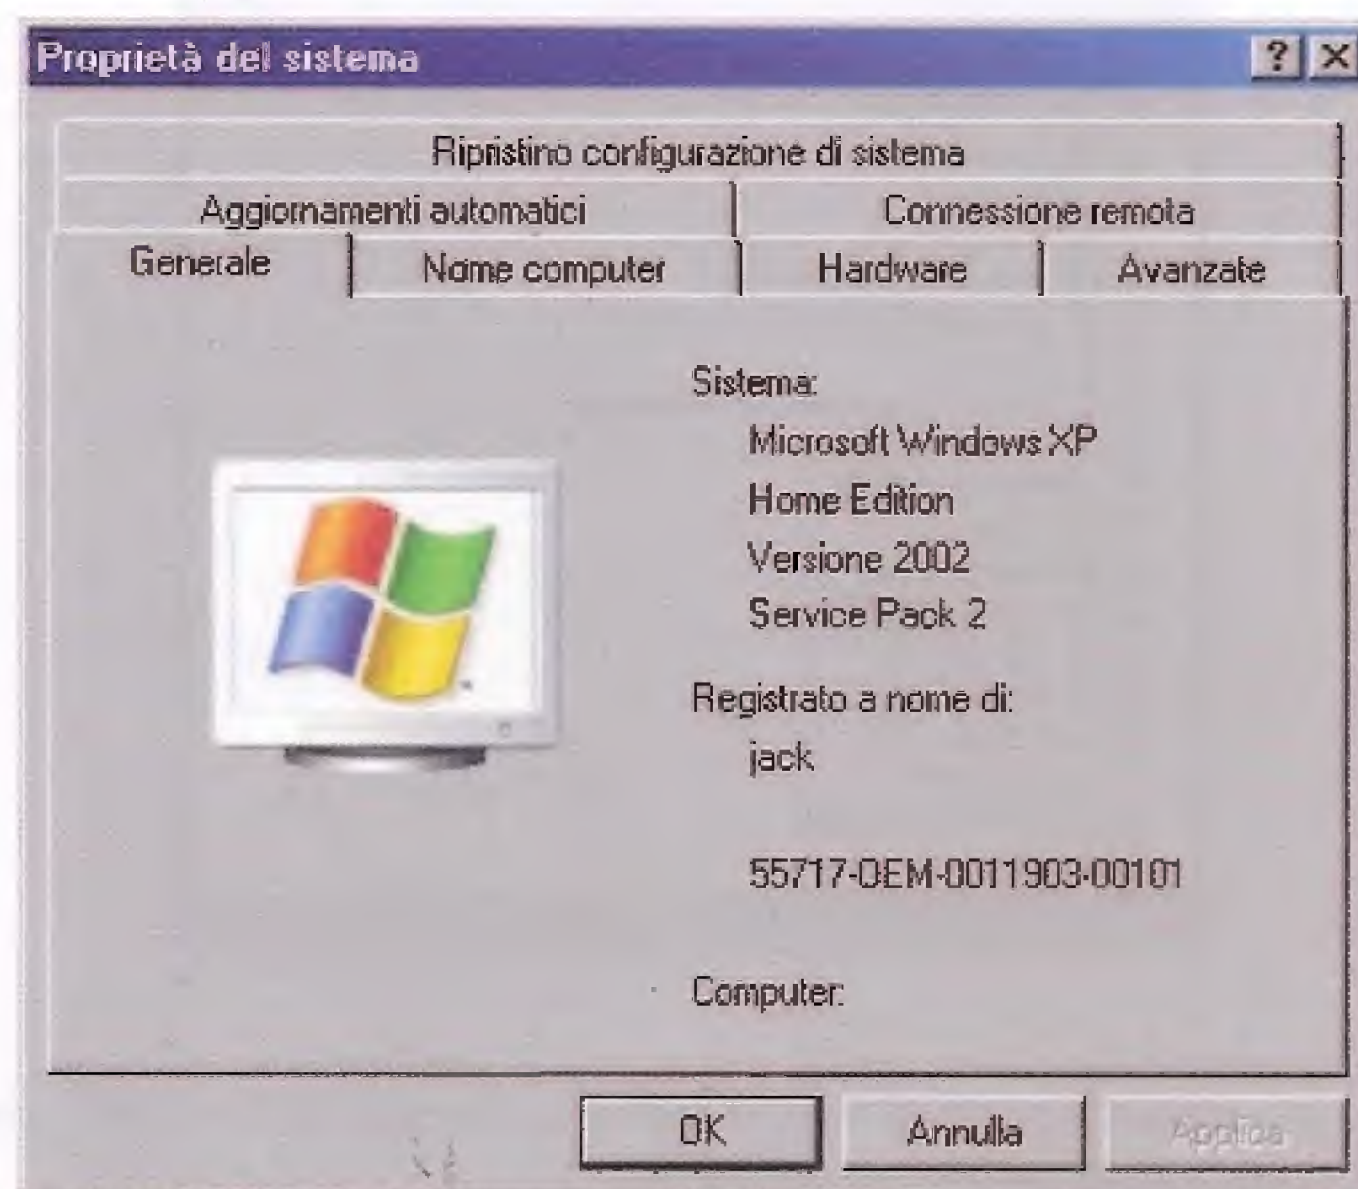 Proprietà del sistema
Ripristino configurazione di sistema
Aggiornamenti automatici Connessione remota
Generale Nome computer Hardware Avanzate
Sistema:
Microsoft Windows XP
Home Edition
Versione 2002
Service Pack 2
Registrato a nome di:
jack
55717-OEM-0011903-00101
Computer:
OK Annulla Applica